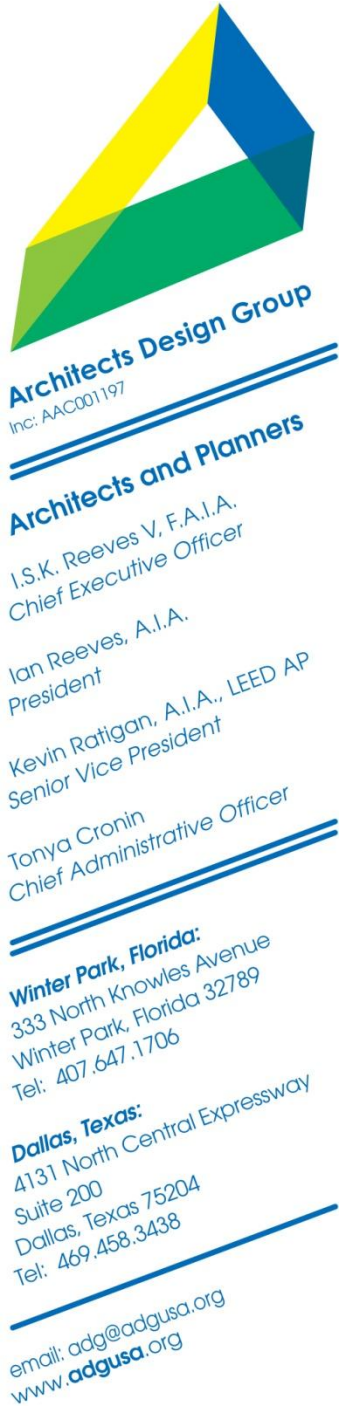 Architects Design Group
Inc: AAC001197
Architects and Planners
I.S.K. Reeves V, F.A.I.A.
Chief Executive Officer
Ian Reeves, A.I.A.
President
Kevin Ratigan, A.I.A., LEED AP
Senior Vice President
Tonya Cronin
Chief Administrative Officer
Winter Park, Florida:
333 North Knowles Avenue
Winter Park, Florida 32789
Tel: 407.647.1706
Dallas, Texas:
4131 North Central Expressway
Suite 200
Dallas, Texas 75204
Tel: 469.458.3438
email: adg@adgusa.org
www.adgusa.org